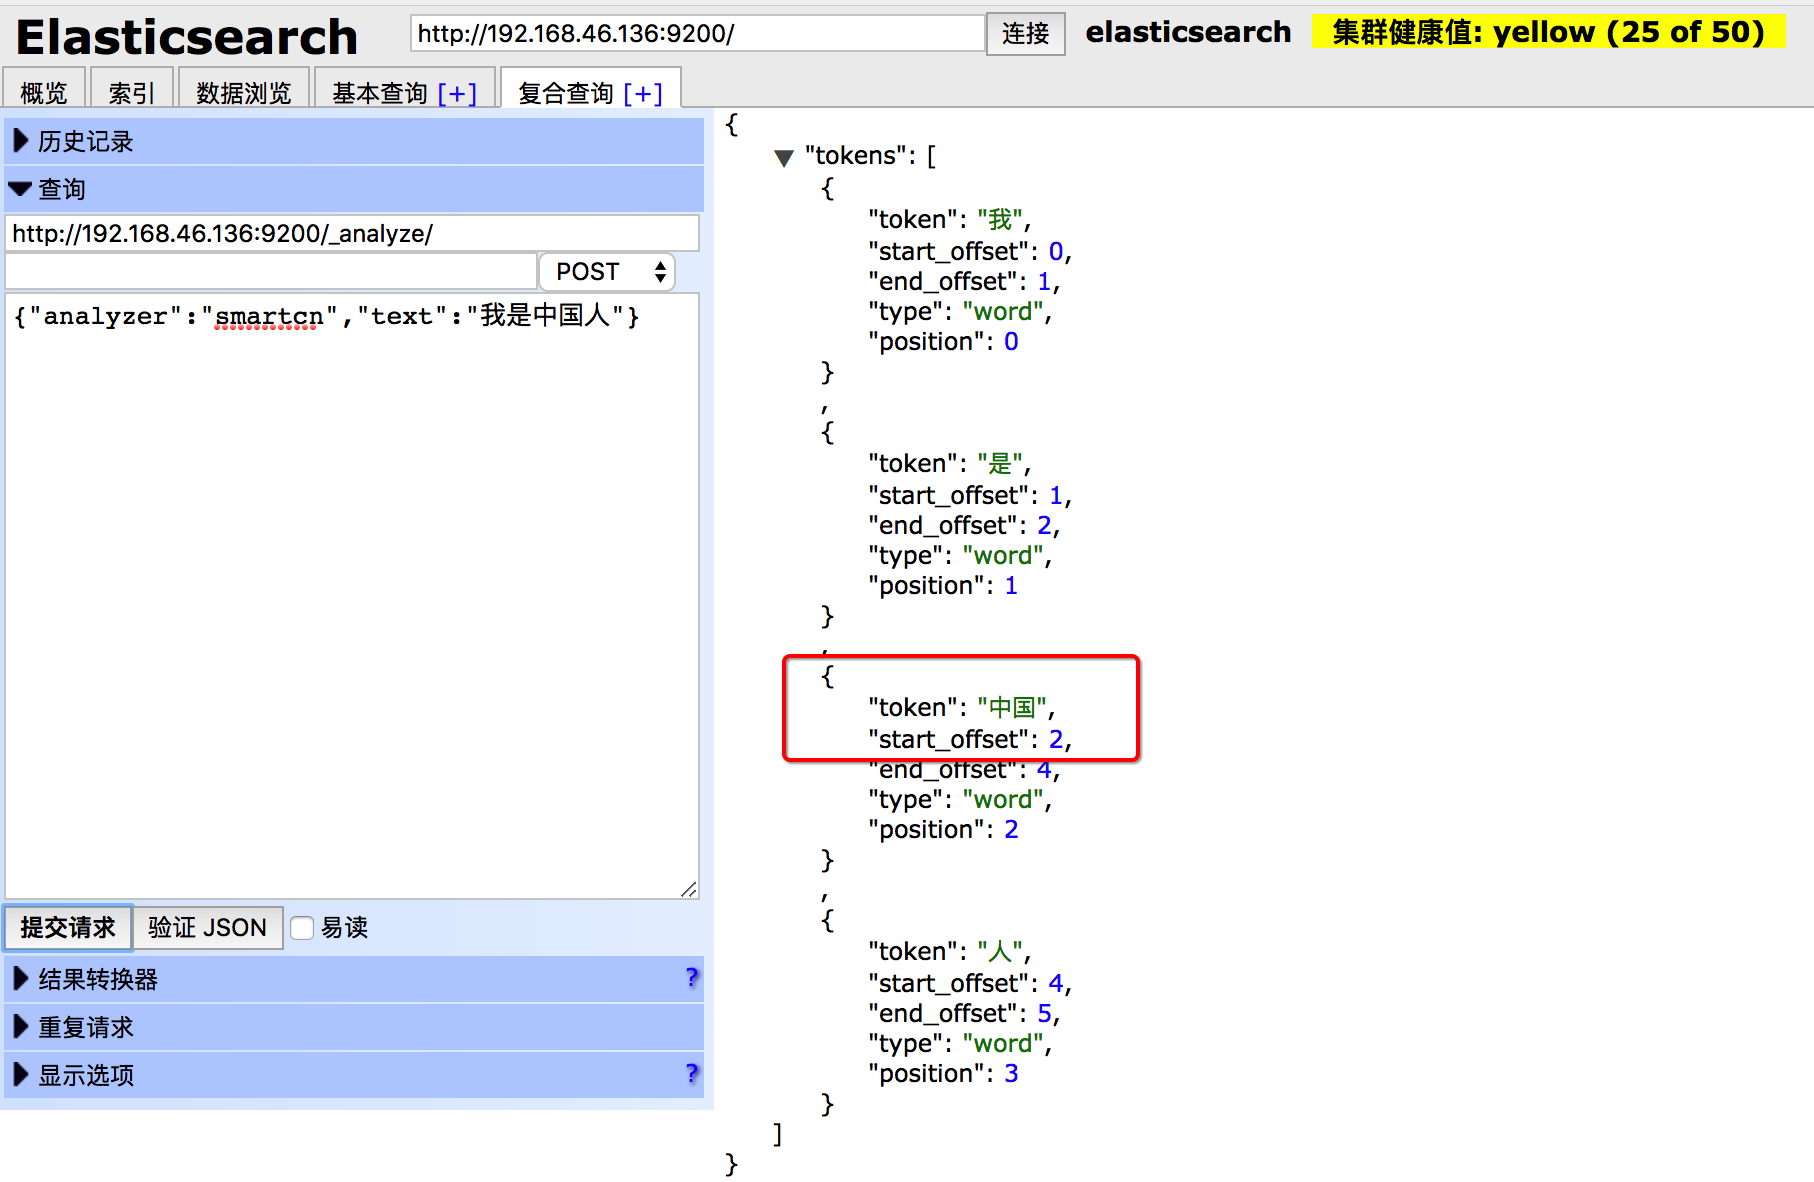 Elasticsearch
http://192.168.46.136:9200/
连接
elasticsearch
集群健康值: yellow (25 of 50)
概览
索引
数据浏览
基本查询 [+]
复合查询 [+]
历史记录
查询
http://192.168.46.136:9200/_analyze/
POST
{"analyzer":"smartcn","text":"我是中国人"}
提交请求
验证 JSON
易读
结果转换器 ?
重复请求
显示选项 ?
{
"tokens": [
{
"token": "我",
"start_offset": 0,
"end_offset": 1,
"type": "word",
"position": 0
}
,
{
"token": "是",
"start_offset": 1,
"end_offset": 2,
"type": "word",
"position": 1
}
,
{
"token": "中国",
"start_offset": 2,
"end_offset": 4,
"type": "word",
"position": 2
}
,
{
"token": "人",
"start_offset": 4,
"end_offset": 5,
"type": "word",
"position": 3
}
]
}